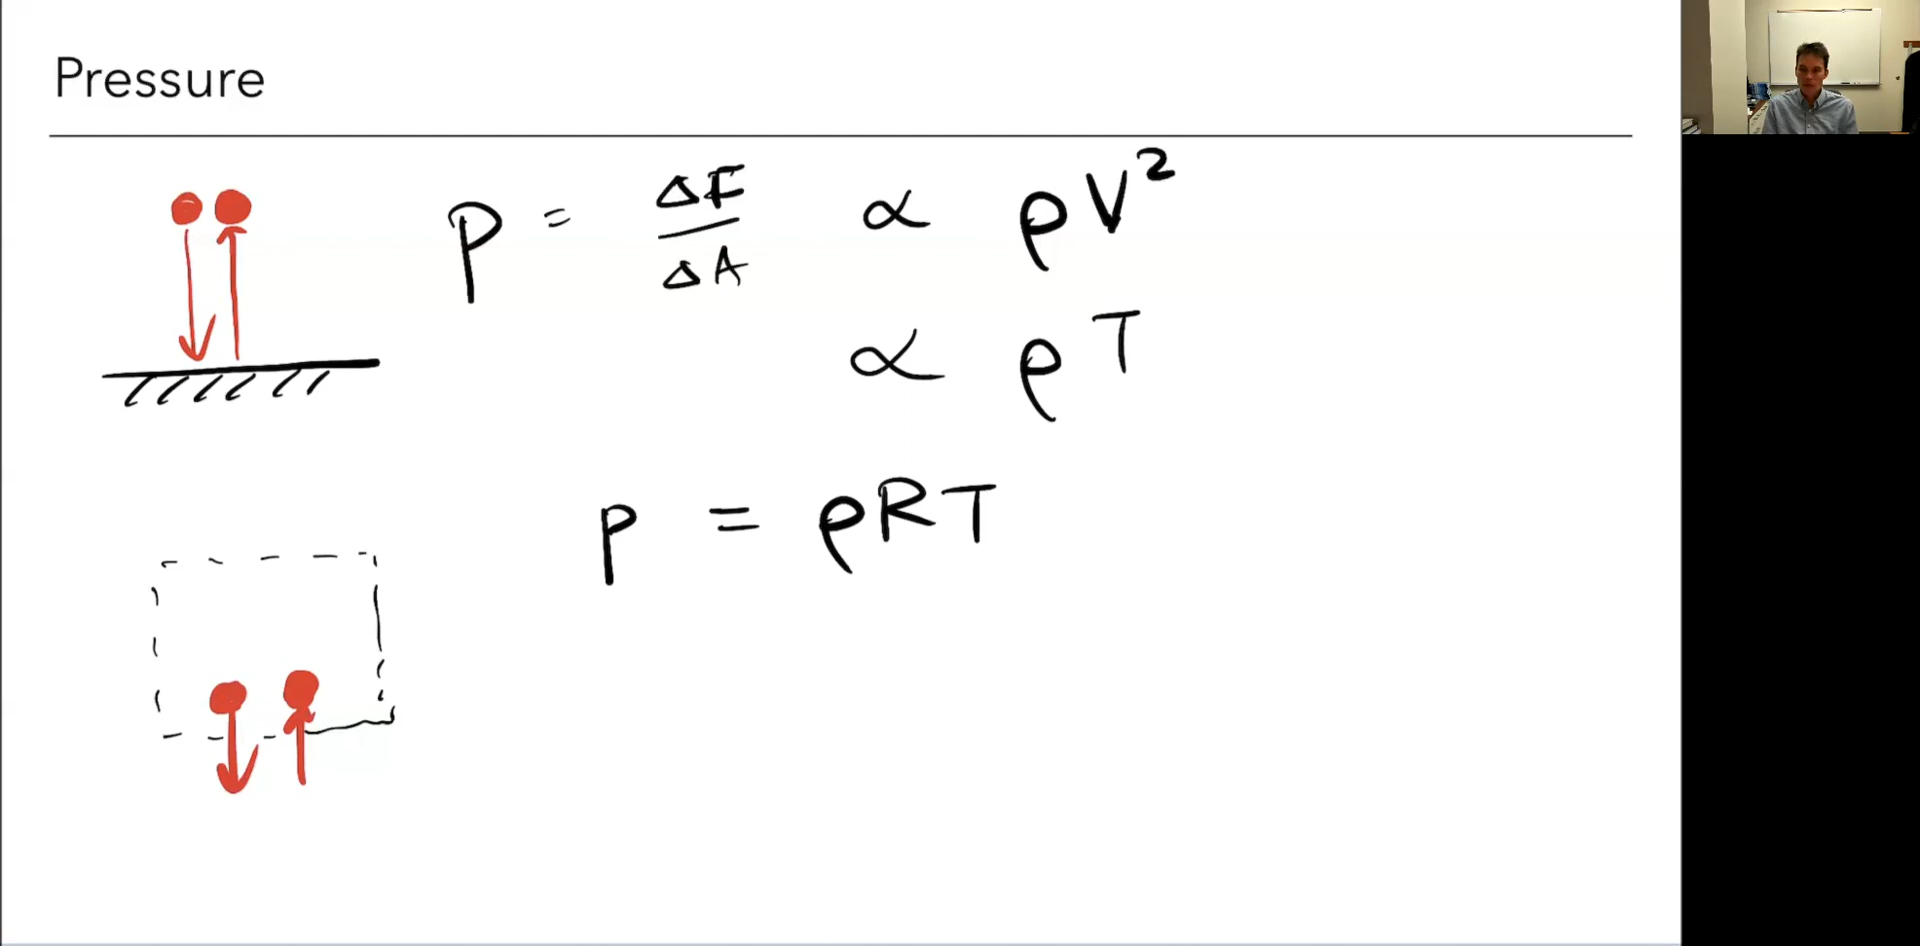 Pressure
p = ΔF/ΔA ∝ ρV²
∝ ρT
p = ρRT